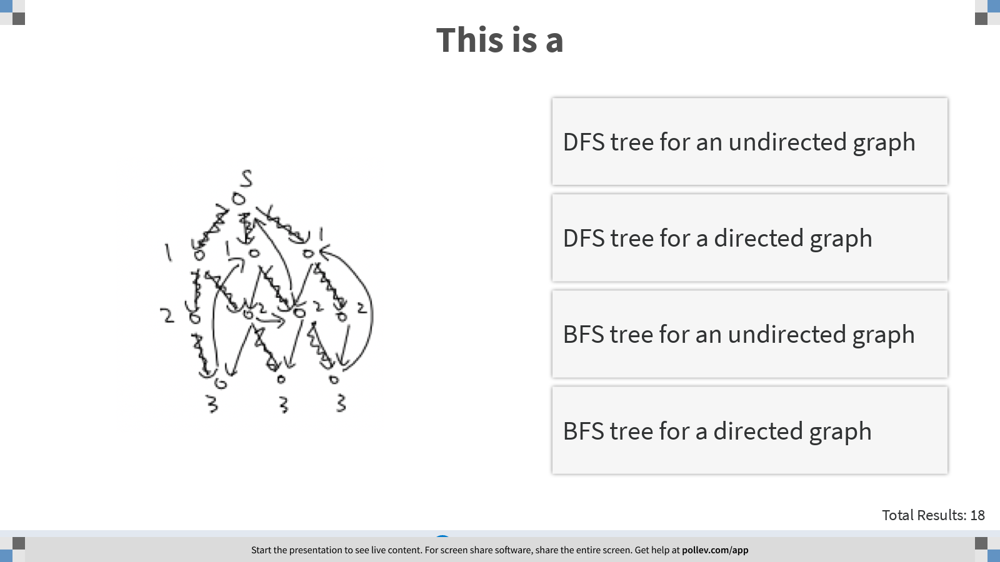 This is a
DFS tree for an undirected graph
DFS tree for a directed graph
BFS tree for an undirected graph
BFS tree for a directed graph
S
1 1 1
2 2 2 2
3 3 3
Total Results: 18
Start the presentation to see live content. For screen share software, share the entire screen. Get help at pollev.com/app